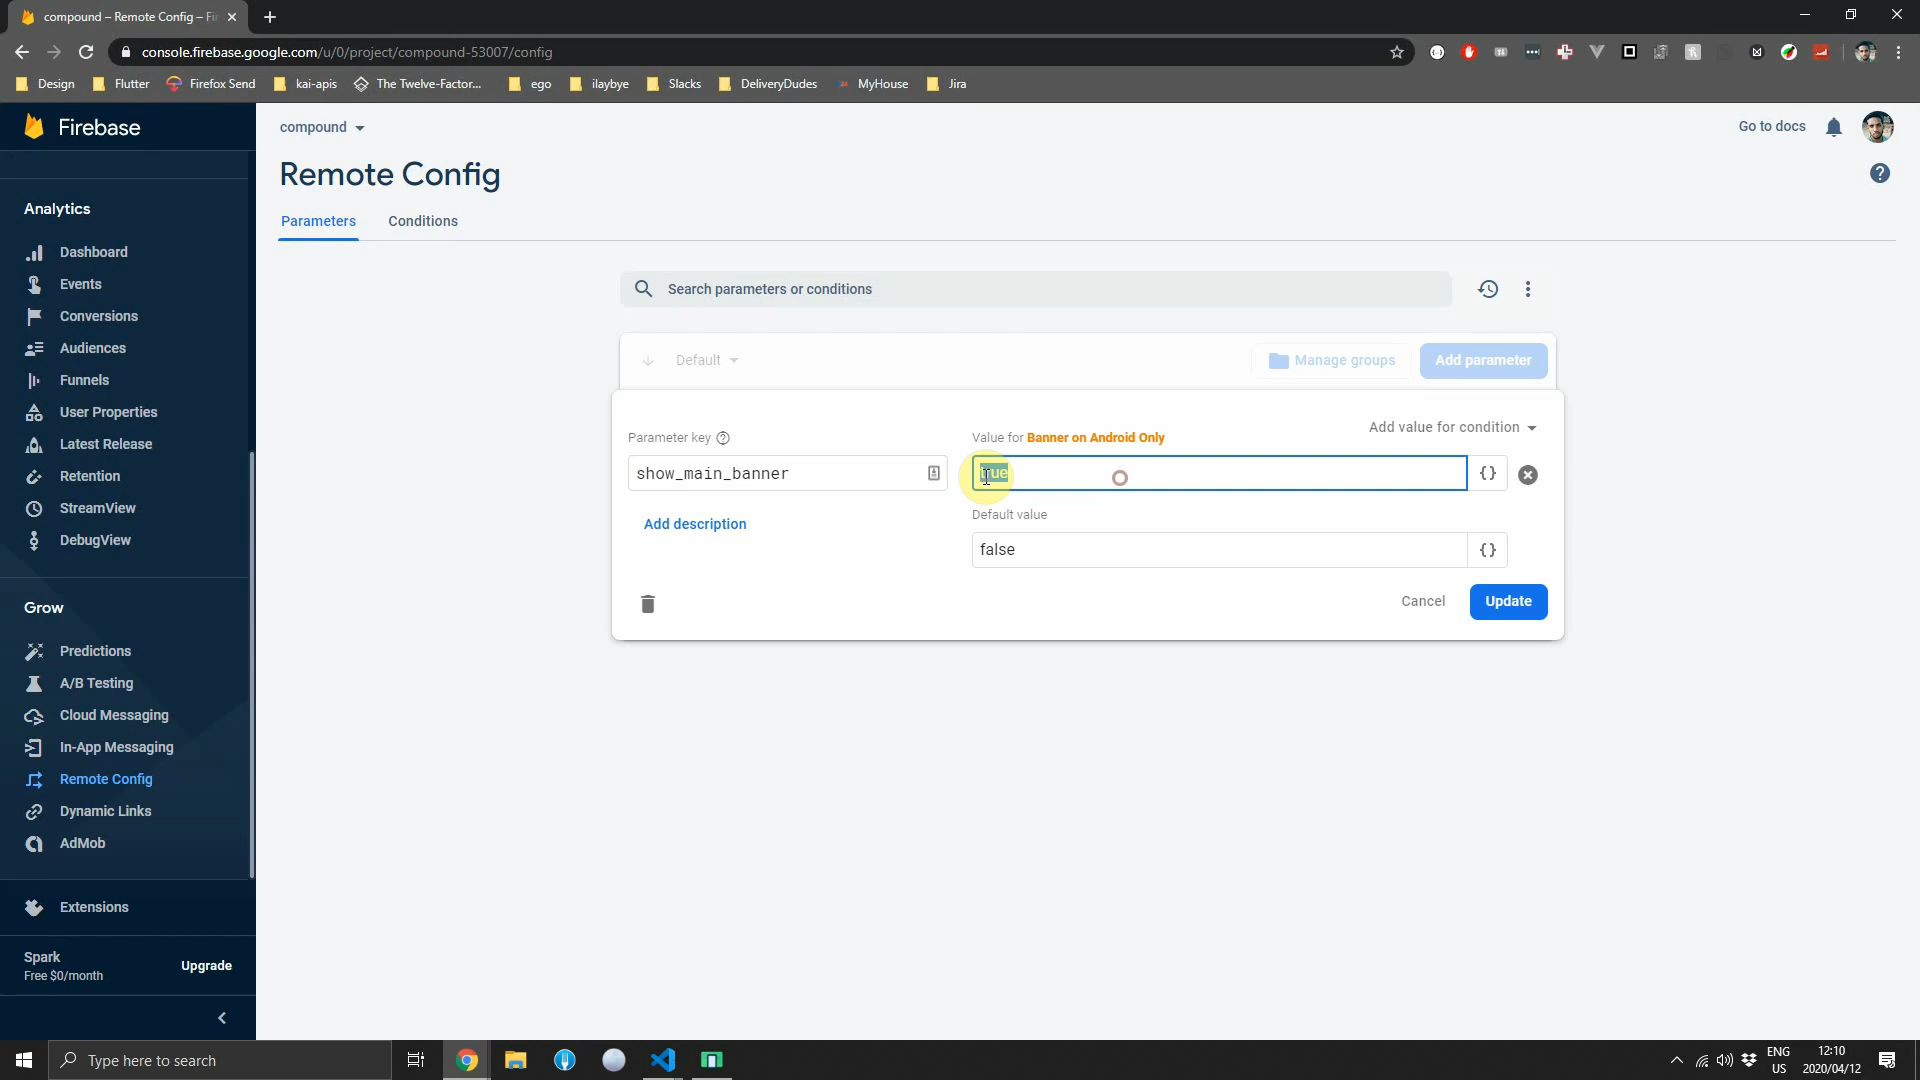 compound – Remote Config – Fi
console.firebase.google.com/u/0/project/compound-53007/config
Design Flutter Firefox Send kai-apis The Twelve-Factor... ego ilaybye Slacks DeliveryDudes MyHouse Jira
Firebase
compound
Go to docs
Remote Config
Parameters Conditions
Analytics
Dashboard
Events
Conversions
Audiences
Funnels
User Properties
Latest Release
Retention
StreamView
DebugView
Grow
Predictions
A/B Testing
Cloud Messaging
In-App Messaging
Remote Config
Dynamic Links
AdMob
Extensions
Spark
Free $0/month
Upgrade
Search parameters or conditions
Default
Manage groups
Add parameter
Add value for condition
Parameter key
Value for Banner on Android Only
show_main_banner
true
{}
Add description
Default value
false
{}
Cancel
Update
Type here to search
ENG
US
12:10
2020/04/12